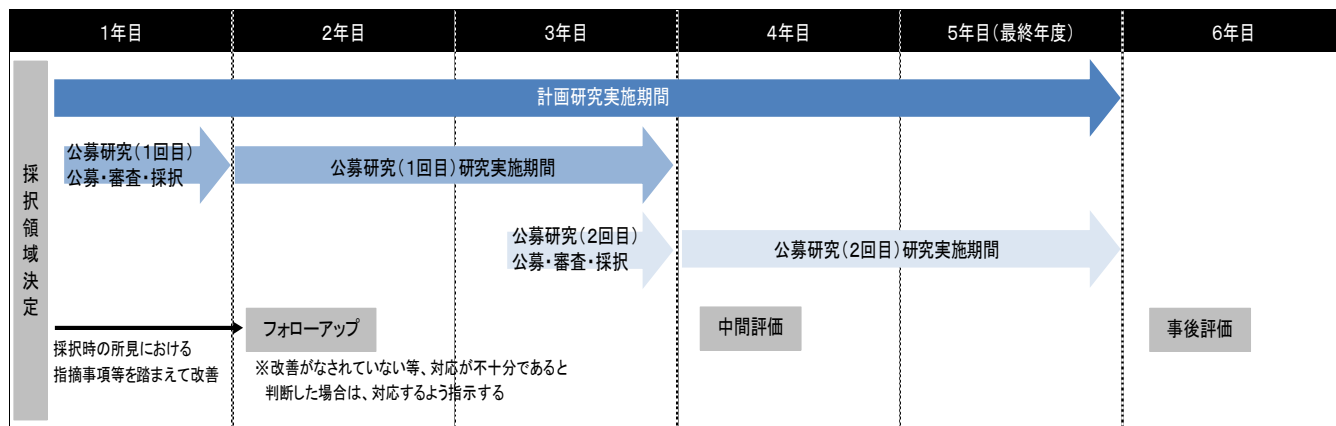 1年目
2年目
3年目
4年目
5年目(最終年度)
6年目
採択領域決定
計画研究実施期間
公募研究(1回目)
公募・審査・採択
公募研究(1回目)研究実施期間
公募研究(2回目)
公募・審査・採択
公募研究(2回目)研究実施期間
フォローアップ
中間評価
事後評価
採択時の所見における
指摘事項等を踏まえて改善
※改善がなされていない等、対応が不十分であると
判断した場合は、対応するよう指示する